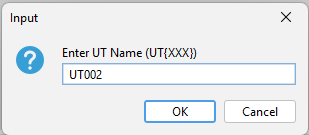 Input
Enter UT Name (UT{XXX})
UT002
OK
Cancel